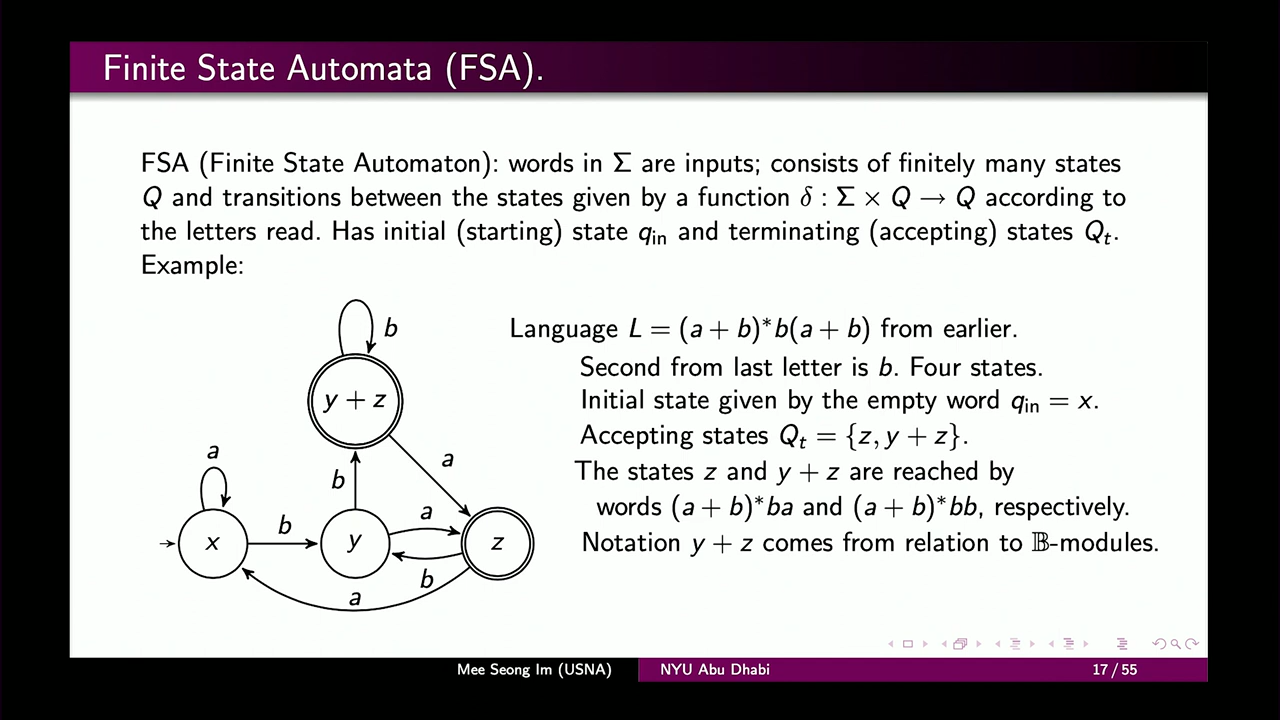 Finite State Automata (FSA).
FSA (Finite State Automaton): words in Σ are inputs; consists of finitely many states
Q and transitions between the states given by a function δ : Σ × Q → Q according to
the letters read. Has initial (starting) state q_in and terminating (accepting) states Q_t.
Example:
b
y + z
a
b
a
b
a
x
y
z
b
a
Language L = (a + b)*b(a + b) from earlier.
Second from last letter is b. Four states.
Initial state given by the empty word q_in = x.
Accepting states Q_t = {z, y + z}.
The states z and y + z are reached by
words (a + b)*ba and (a + b)*bb, respectively.
Notation y + z comes from relation to 𝔹-modules.
Mee Seong Im (USNA)
NYU Abu Dhabi
17 / 55